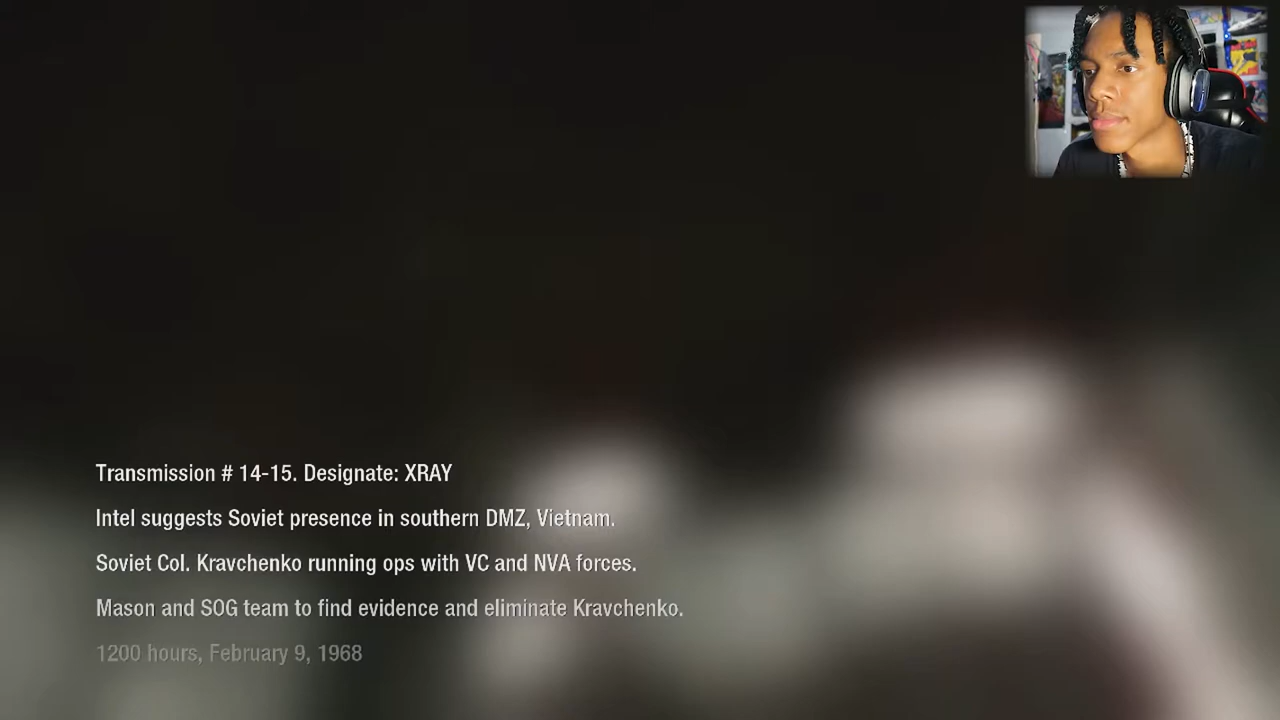 Transmission # 14-15. Designate: XRAY
Intel suggests Soviet presence in southern DMZ, Vietnam.
Soviet Col. Kravchenko running ops with VC and NVA forces.
Mason and SOG team to find evidence and eliminate Kravchenko.
1200 hours, February 9, 1968